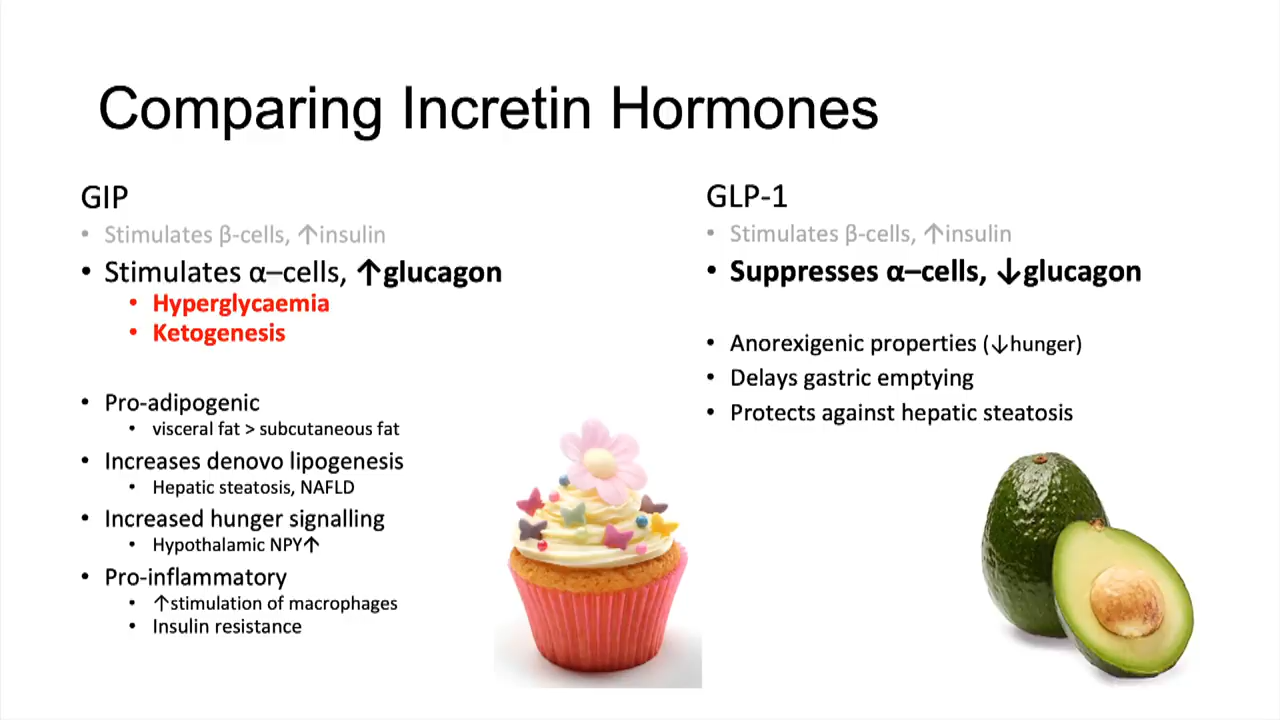 Comparing Incretin Hormones
GIP
• Stimulates β-cells, ↑insulin
• Stimulates α–cells, ↑glucagon
• Hyperglycaemia
• Ketogenesis
• Pro-adipogenic
• visceral fat > subcutaneous fat
• Increases denovo lipogenesis
• Hepatic steatosis, NAFLD
• Increased hunger signalling
• Hypothalamic NPY↑
• Pro-inflammatory
• ↑stimulation of macrophages
• Insulin resistance
GLP-1
• Stimulates β-cells, ↑insulin
• Suppresses α–cells, ↓glucagon
• Anorexigenic properties (↓hunger)
• Delays gastric emptying
• Protects against hepatic steatosis